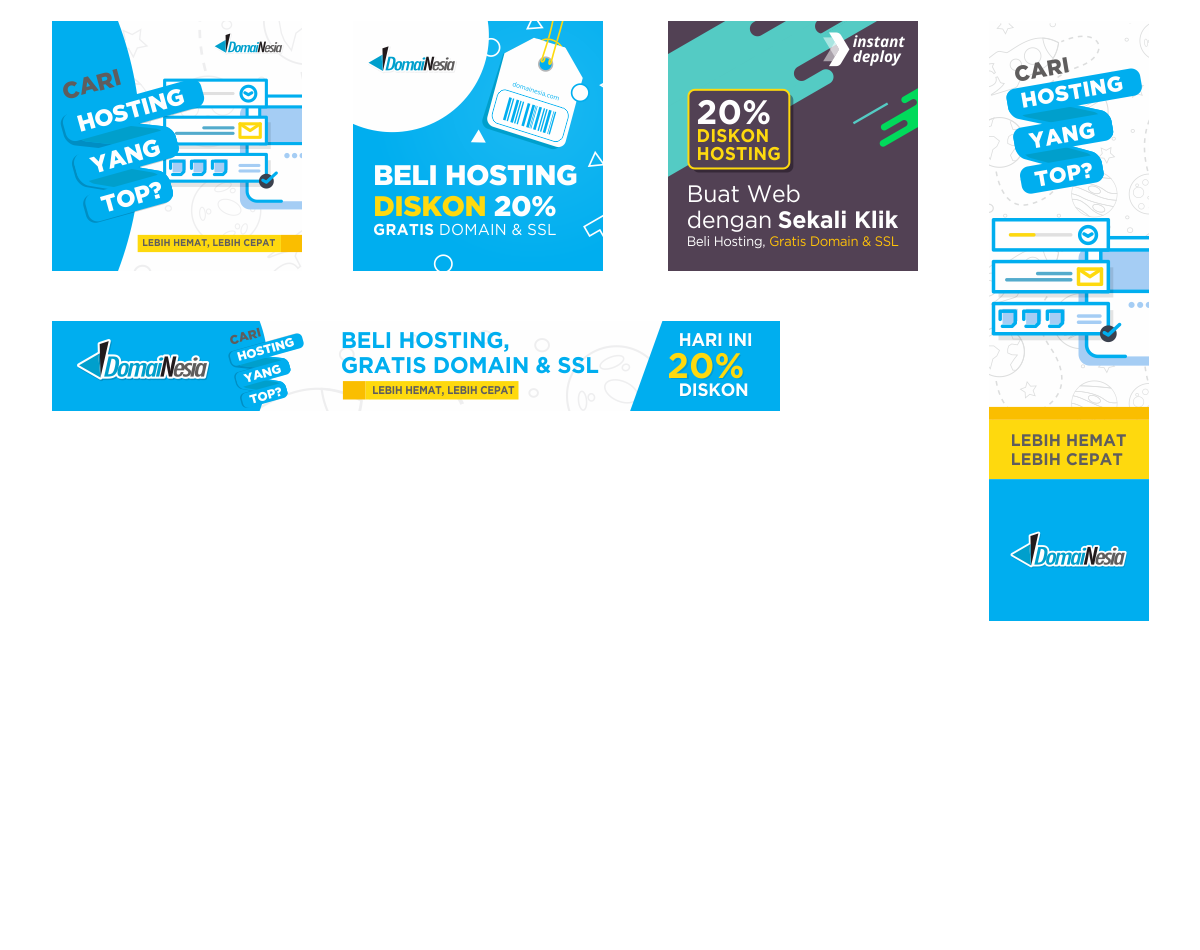 DomaiNesia
CARI
HOSTING
YANG
TOP?
LEBIH HEMAT, LEBIH CEPAT
DomaiNesia
domainesia.com
BELI HOSTING
DISKON 20%
GRATIS DOMAIN & SSL
instant
deploy
20%
DISKON
HOSTING
Buat Web
dengan Sekali Klik
Beli Hosting, Gratis Domain & SSL
CARI
HOSTING
YANG
TOP?
LEBIH HEMAT
LEBIH CEPAT
DomaiNesia
DomaiNesia
CARI
HOSTING
YANG
TOP?
BELI HOSTING,
GRATIS DOMAIN & SSL
LEBIH HEMAT, LEBIH CEPAT
HARI INI
20%
DISKON